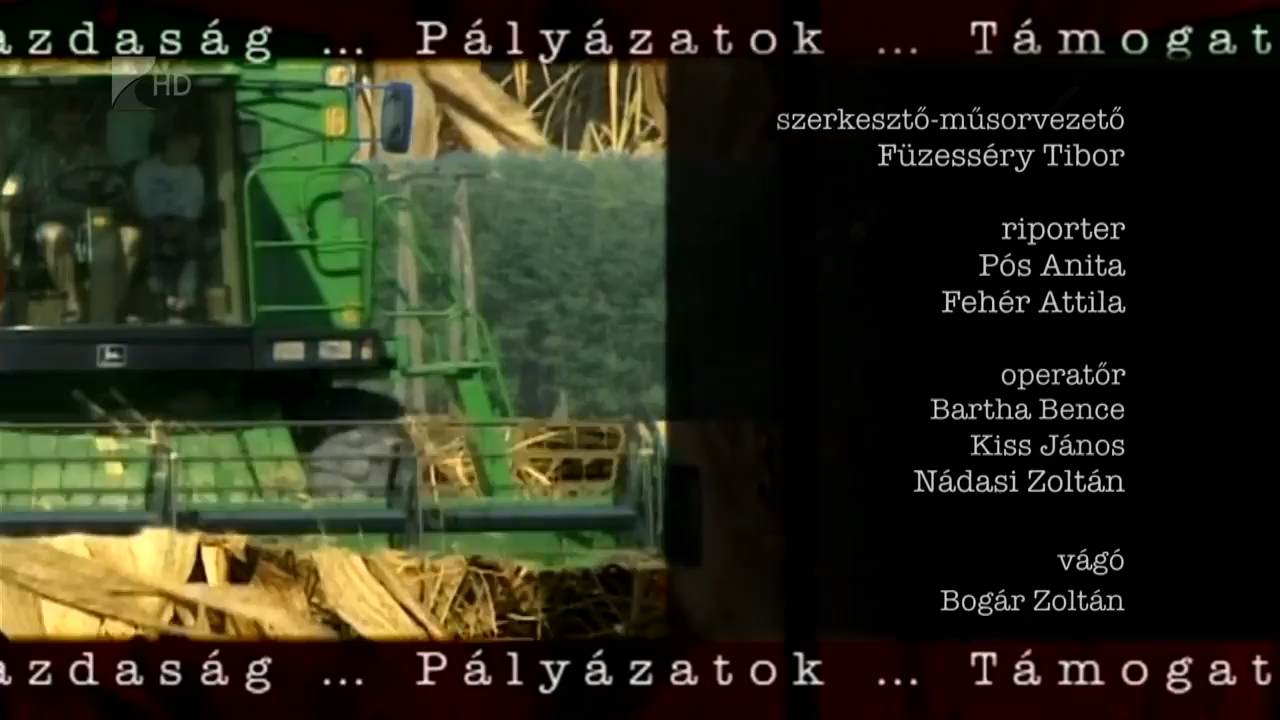 azdaság ... Pályázatok ... Támogat
HD
szerkesztő-műsorvezető
Füzesséry Tibor
riporter
Pós Anita
Fehér Attila
operatőr
Bartha Bence
Kiss János
Nádasi Zoltán
vágó
Bogár Zoltán
azdaság ... Pályázatok ... Támogat